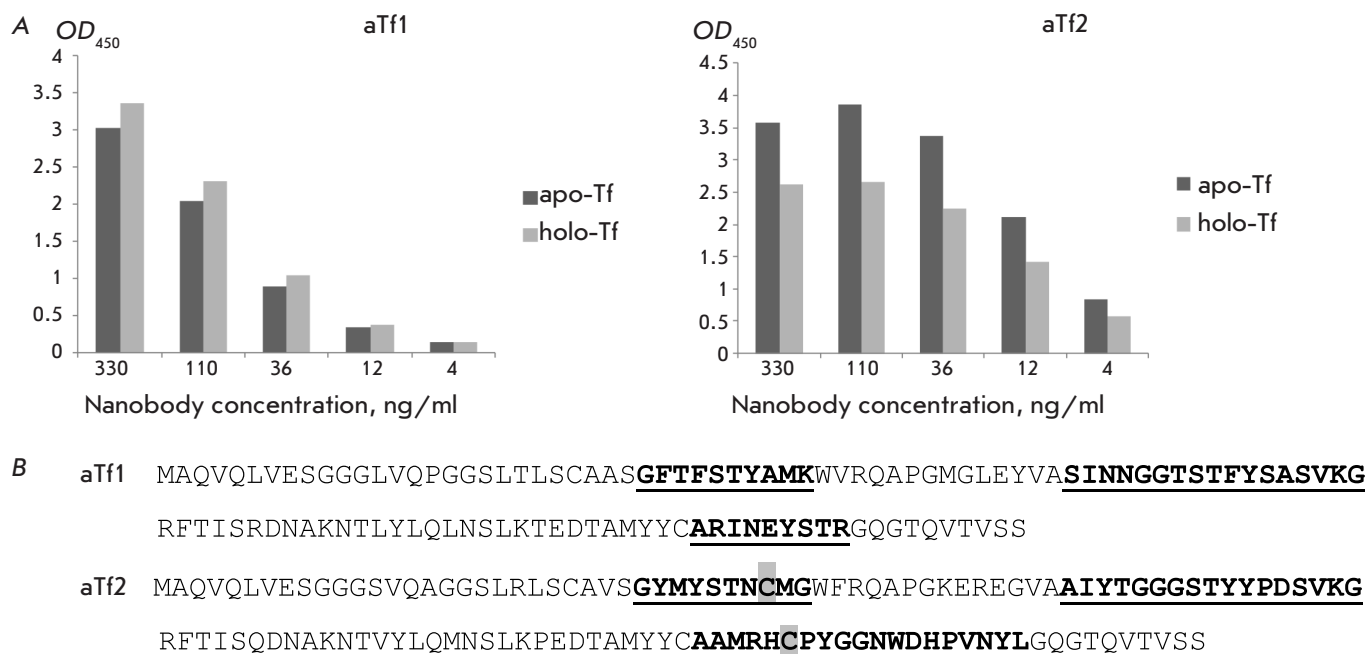 A
OD450
aTf1
4
3.5
3
2.5
2
1.5
1
0.5
0
330 110 36 12 4
Nanobody concentration, ng/ml
apo-Tf
holo-Tf
OD450
aTf2
4.5
4
3.5
3
2.5
2
1.5
1
0.5
0
330 110 36 12 4
Nanobody concentration, ng/ml
apo-Tf
holo-Tf
B
aTf1 MAQVQLVESGGGLVQPGGSLTLSCAASGFTFSTYAMKWVRQAPGMGLEYVASINNGGTSTFYSASVKG
RFTISRDNAKNTLYLQLNSLKTEDTAMYYCARINEYSTRGQGTQVTVSS
aTf2 MAQVQLVESGGGSVQAGGSLRLSCAVSGYMYSTNCMGWFRQAPGKEREGVAAIYTGGGSTYYPDSVKG
RFTISQDNAKNTVYLQMNSLKPEDTAMYYCAAMRHCPYGGNWDHPVNYLGQGTQVTVSS